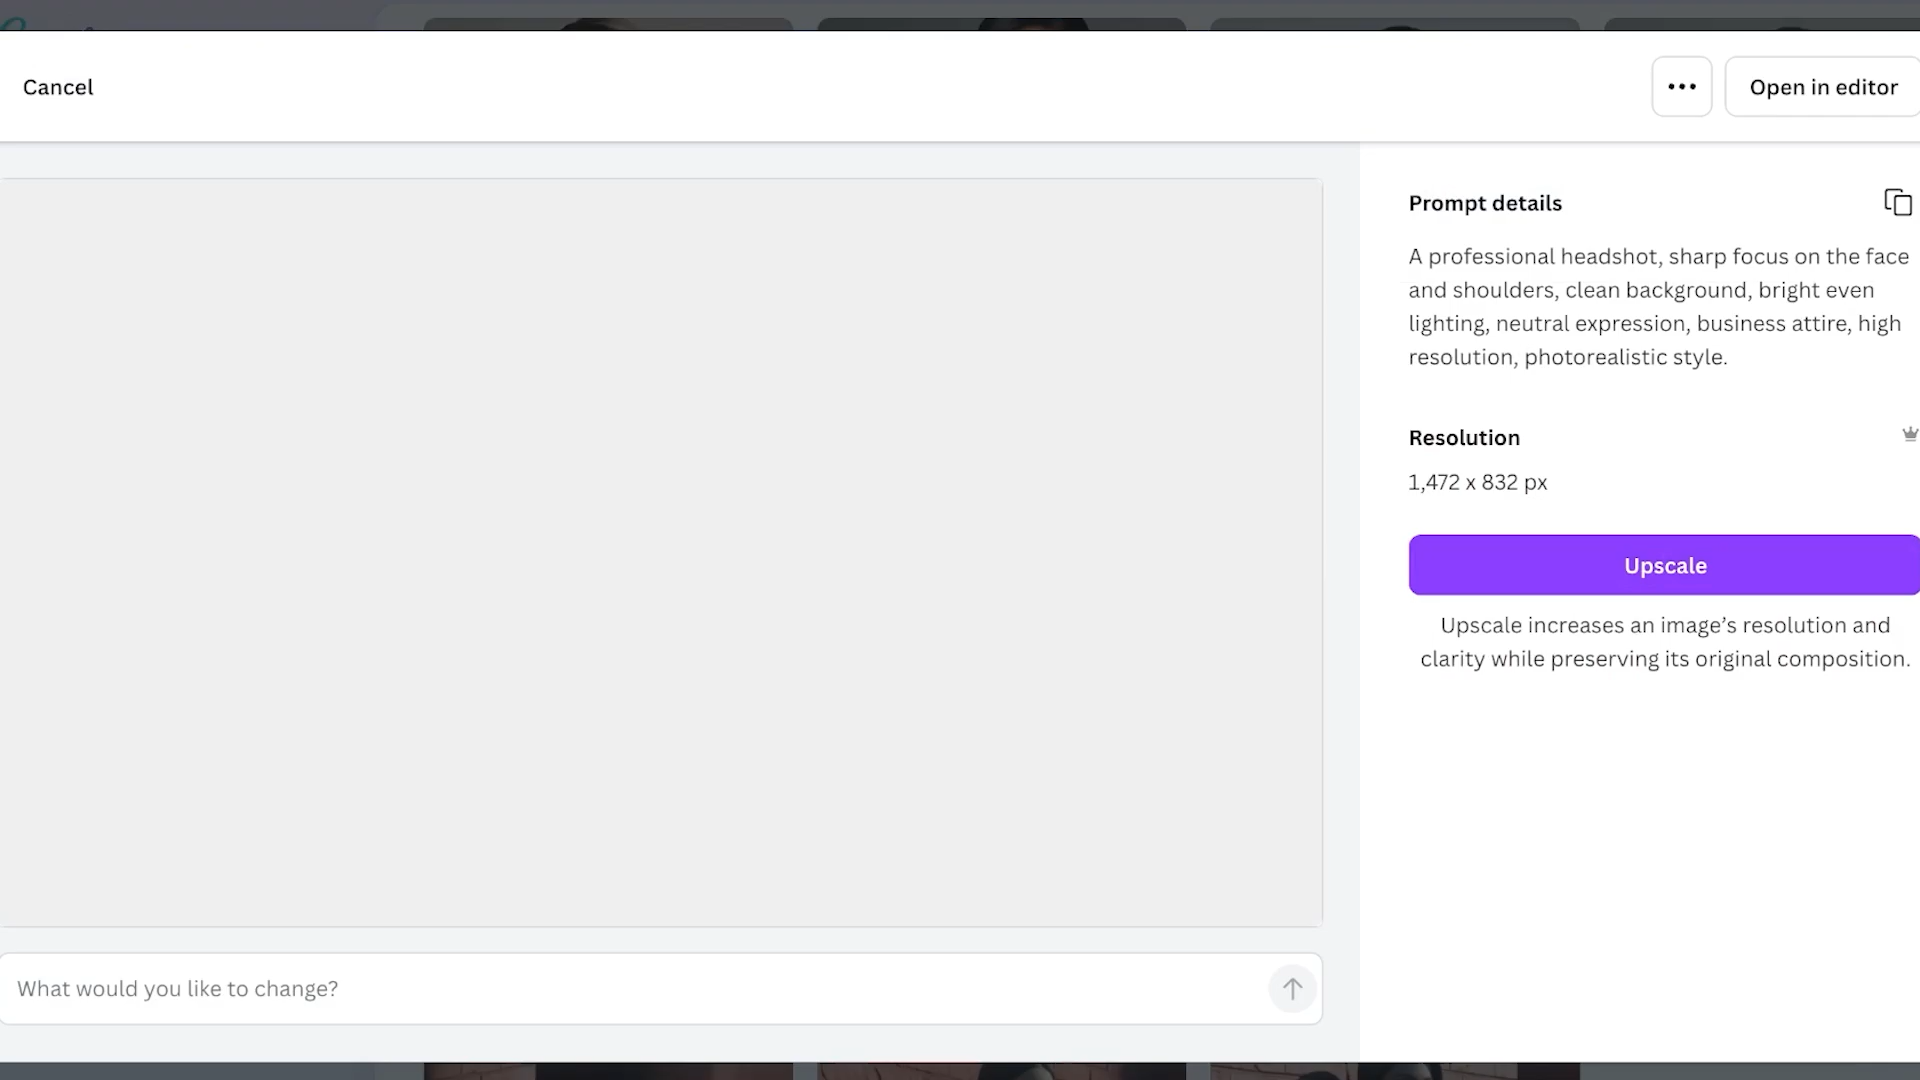 Cancel
Open in editor
Prompt details
A professional headshot, sharp focus on the face
and shoulders, clean background, bright even
lighting, neutral expression, business attire, high
resolution, photorealistic style.
Resolution
1,472 x 832 px
Upscale
Upscale increases an image’s resolution and
clarity while preserving its original composition.
What would you like to change?